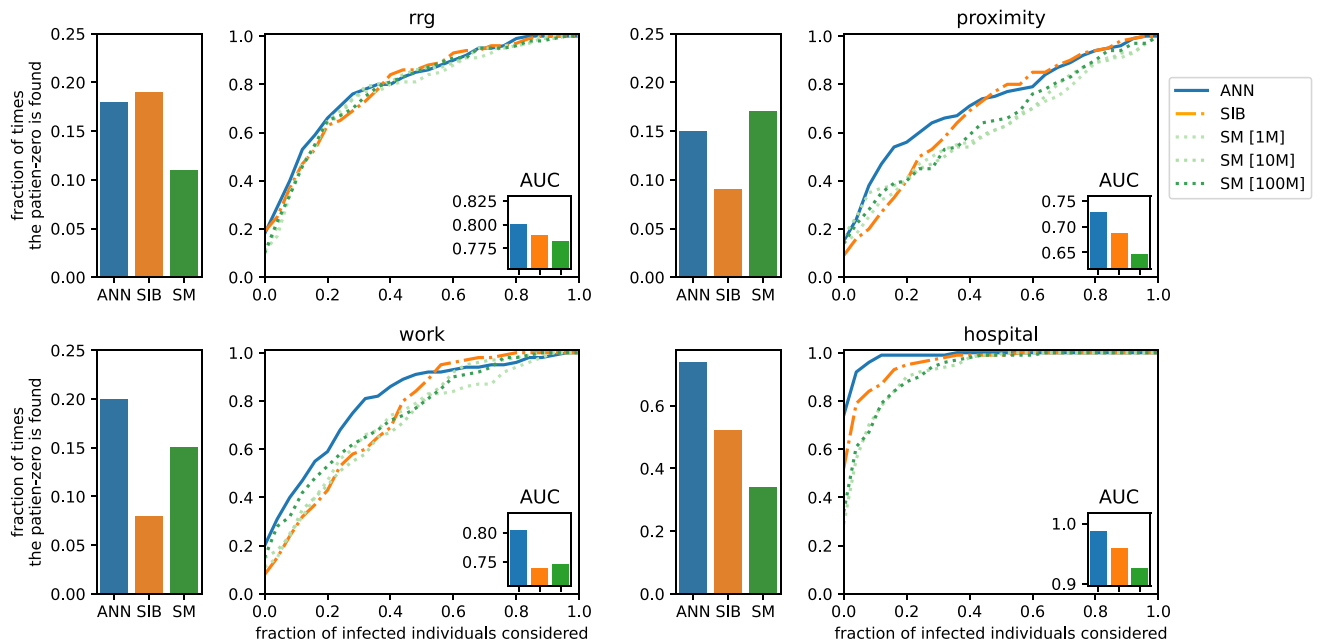 rrg
fraction of times
the patien-zero is found
0.25
0.20
0.15
0.10
0.05
0.00
ANN SIB SM
1.0
0.8
0.6
0.4
0.2
0.0
0.0 0.2 0.4 0.6 0.8 1.0
AUC
0.825
0.800
0.775
proximity
0.25
0.20
0.15
0.10
0.05
0.00
ANN SIB SM
1.0
0.8
0.6
0.4
0.2
0.0
0.0 0.2 0.4 0.6 0.8 1.0
AUC
0.75
0.70
0.65
ANN
SIB
SM [1M]
SM [10M]
SM [100M]
work
fraction of times
the patien-zero is found
0.25
0.20
0.15
0.10
0.05
0.00
ANN SIB SM
1.0
0.8
0.6
0.4
0.2
0.0
0.0 0.2 0.4 0.6 0.8 1.0
fraction of infected individuals considered
AUC
0.80
0.75
hospital
0.6
0.4
0.2
0.0
ANN SIB SM
1.0
0.8
0.6
0.4
0.2
0.0
0.0 0.2 0.4 0.6 0.8 1.0
fraction of infected individuals considered
AUC
1.0
0.9